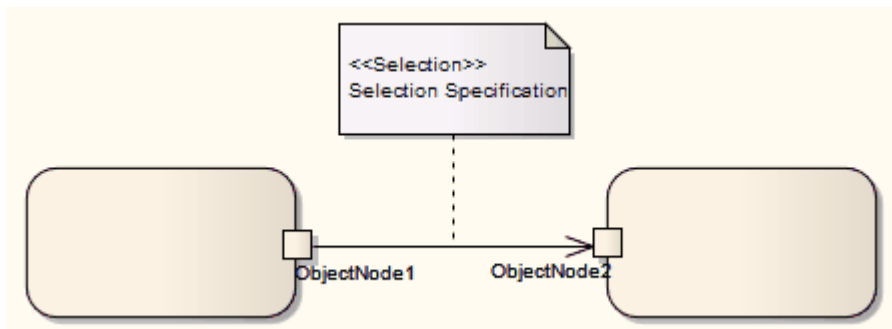 <<Selection>>
Selection Specification
ObjectNode1
ObjectNode2